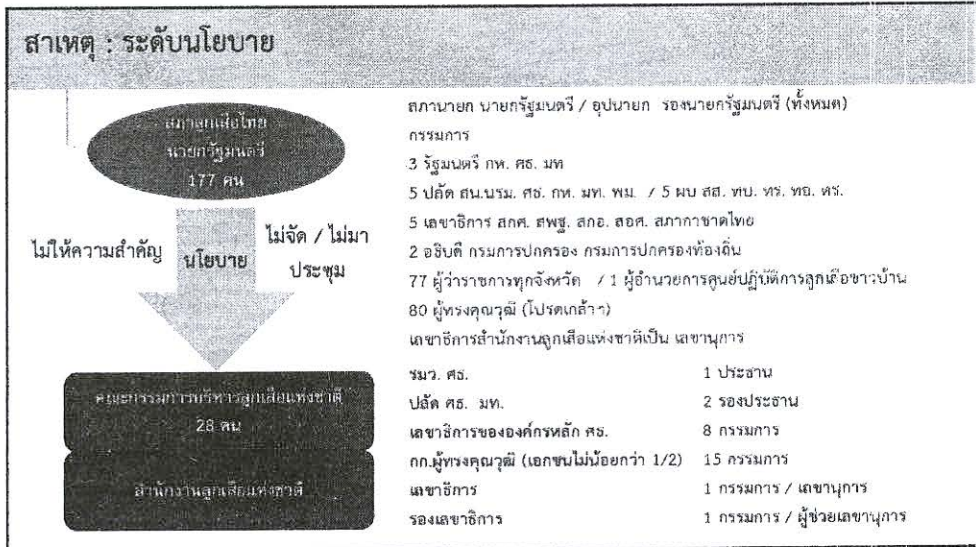 สาเหตุ : ระดับนโยบาย
สภาลูกเสือไทย
นายกรัฐมนตรี
177 คน
ไม่ให้ความสำคัญ
นโยบาย
ไม่จัด / ไม่มา
ประชุม
คณะกรรมการบริหารลูกเสือแห่งชาติ
28 คน
สำนักงานลูกเสือแห่งชาติ
สภานายก นายกรัฐมนตรี / อุปนายก รองนายกรัฐมนตรี (ทั้งหมด)
กรรมการ
3 รัฐมนตรี กห. ศธ. มท
5 ปลัด สน.นรม. ศธ. กห. มท. พม. / 5 ผบ สส. ทบ. ทร. ทอ. ตร.
5 เลขาธิการ สกศ. สพฐ. สกอ. สอศ. สภากาชาดไทย
2 อธิบดี กรมการปกครอง กรมการปกครองท้องถิ่น
77 ผู้ว่าราชการทุกจังหวัด / 1 ผู้อำนวยการศูนย์ปฏิบัติการลูกเสือชาวบ้าน
80 ผู้ทรงคุณวุฒิ (โปรดเกล้าฯ)
เลขาธิการสำนักงานลูกเสือแห่งชาติเป็น เลขานุการ
รมว. ศธ. 1 ประธาน
ปลัด ศธ. มท. 2 รองประธาน
เลขาธิการขององค์กรหลัก ศธ. 8 กรรมการ
กก.ผู้ทรงคุณวุฒิ (เอกชนไม่น้อยกว่า 1/2) 15 กรรมการ
เลขาธิการ 1 กรรมการ / เลขานุการ
รองเลขาธิการ 1 กรรมการ / ผู้ช่วยเลขานุการ